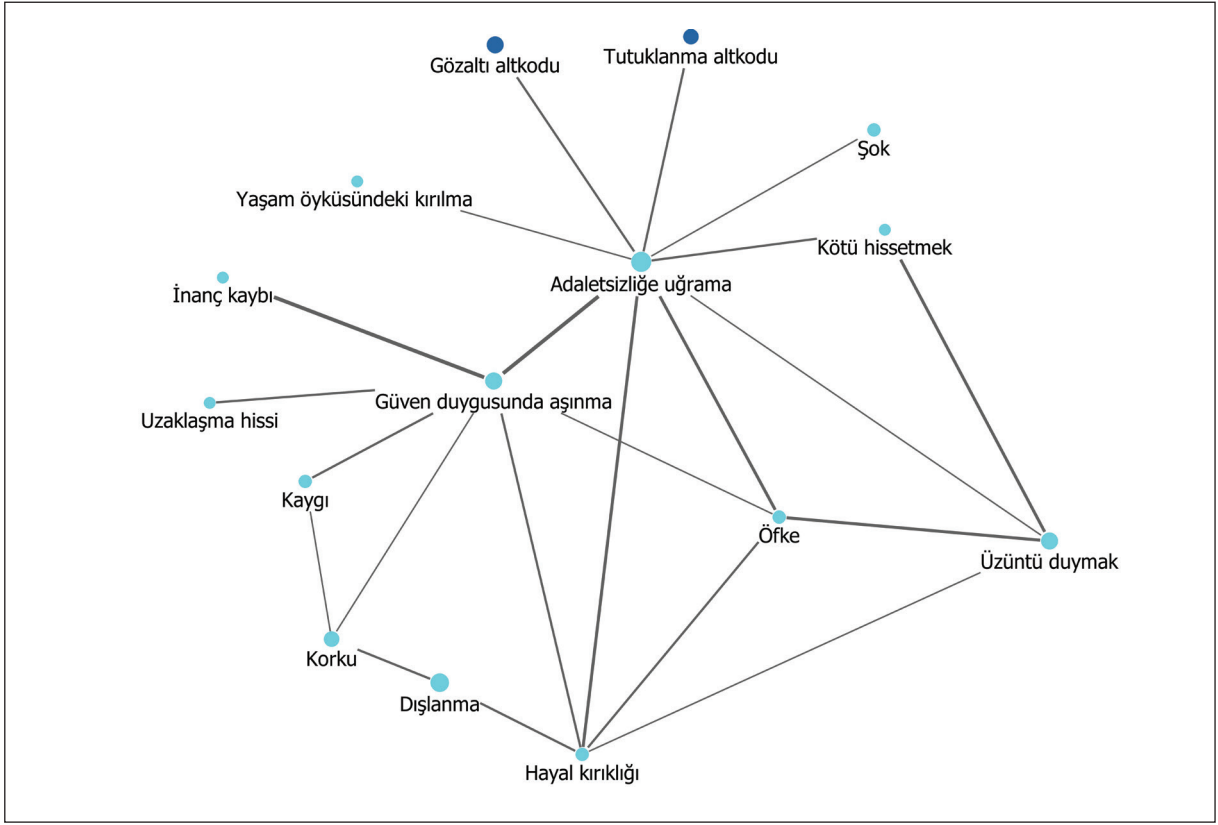 Gözaltı altkodu
Tutuklanma altkodu
Şok
Yaşam öyküsündeki kırılma
Kötü hissetmek
Adaletsizliğe uğrama
İnanç kaybı
Güven duygusunda aşınma
Uzaklaşma hissi
Kaygı
Öfke
Üzüntü duymak
Korku
Dışlanma
Hayal kırıklığı